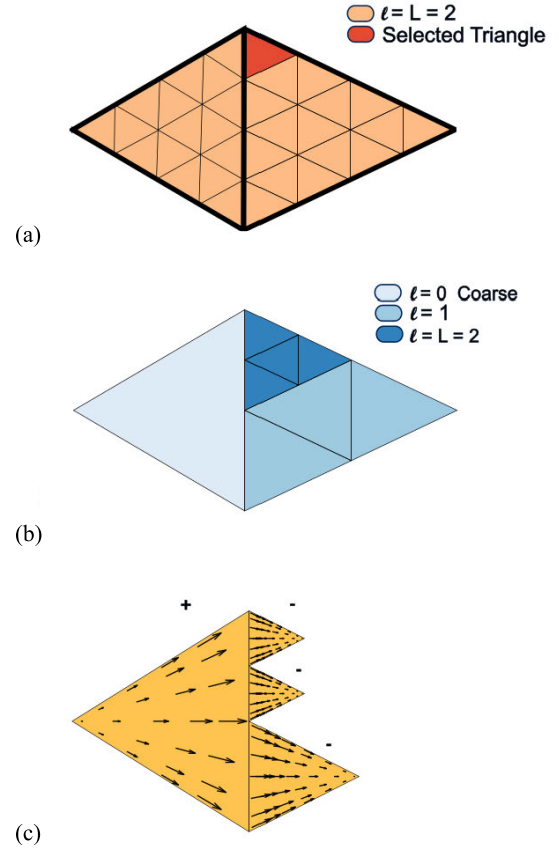 ℓ = L = 2
Selected Triangle
(a)
ℓ = 0 Coarse
ℓ = 1
ℓ = L = 2
(b)
+ -
-
-
(c)